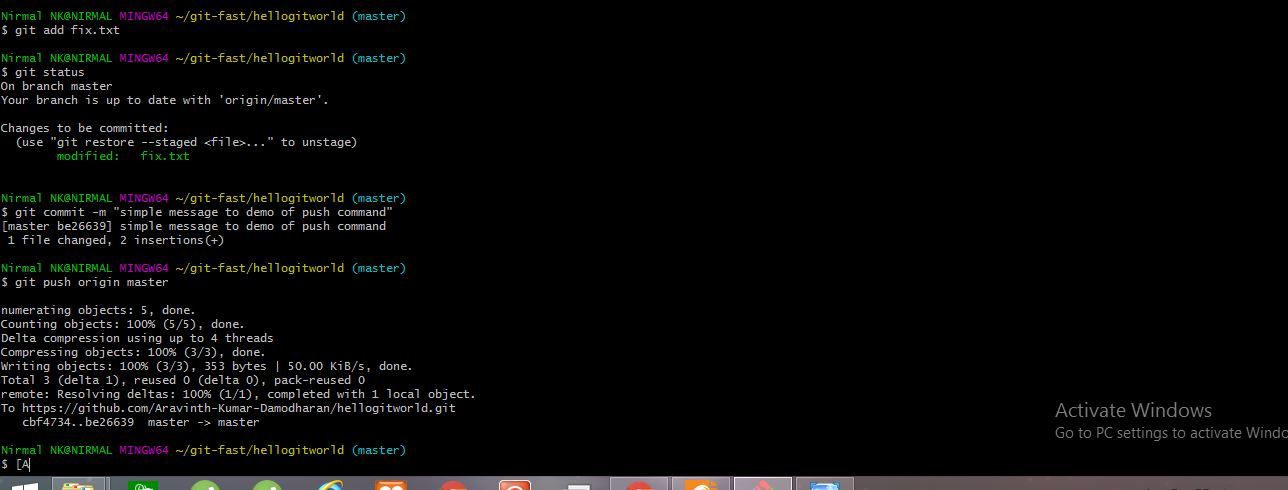 Nirmal NK@NIRMAL MINGW64 ~/git-fast/hellogitworld (master)
$ git add fix.txt
Nirmal NK@NIRMAL MINGW64 ~/git-fast/hellogitworld (master)
$ git status
On branch master
Your branch is up to date with 'origin/master'.
Changes to be committed:
(use "git restore --staged <file>..." to unstage)
modified: fix.txt
Nirmal NK@NIRMAL MINGW64 ~/git-fast/hellogitworld (master)
$ git commit -m "simple message to demo of push command"
[master be26639] simple message to demo of push command
1 file changed, 2 insertions(+)
Nirmal NK@NIRMAL MINGW64 ~/git-fast/hellogitworld (master)
$ git push origin master
numerating objects: 5, done.
Counting objects: 100% (5/5), done.
Delta compression using up to 4 threads
Compressing objects: 100% (3/3), done.
Writing objects: 100% (3/3), 353 bytes | 50.00 KiB/s, done.
Total 3 (delta 1), reused 0 (delta 0), pack-reused 0
remote: Resolving deltas: 100% (1/1), completed with 1 local object.
To https://github.com/Aravinth-Kumar-Damodharan/hellogitworld.git
cbf4734..be26639 master -> master
Nirmal NK@NIRMAL MINGW64 ~/git-fast/hellogitworld (master)
$ [A
Activate Windows
Go to PC settings to activate Windo